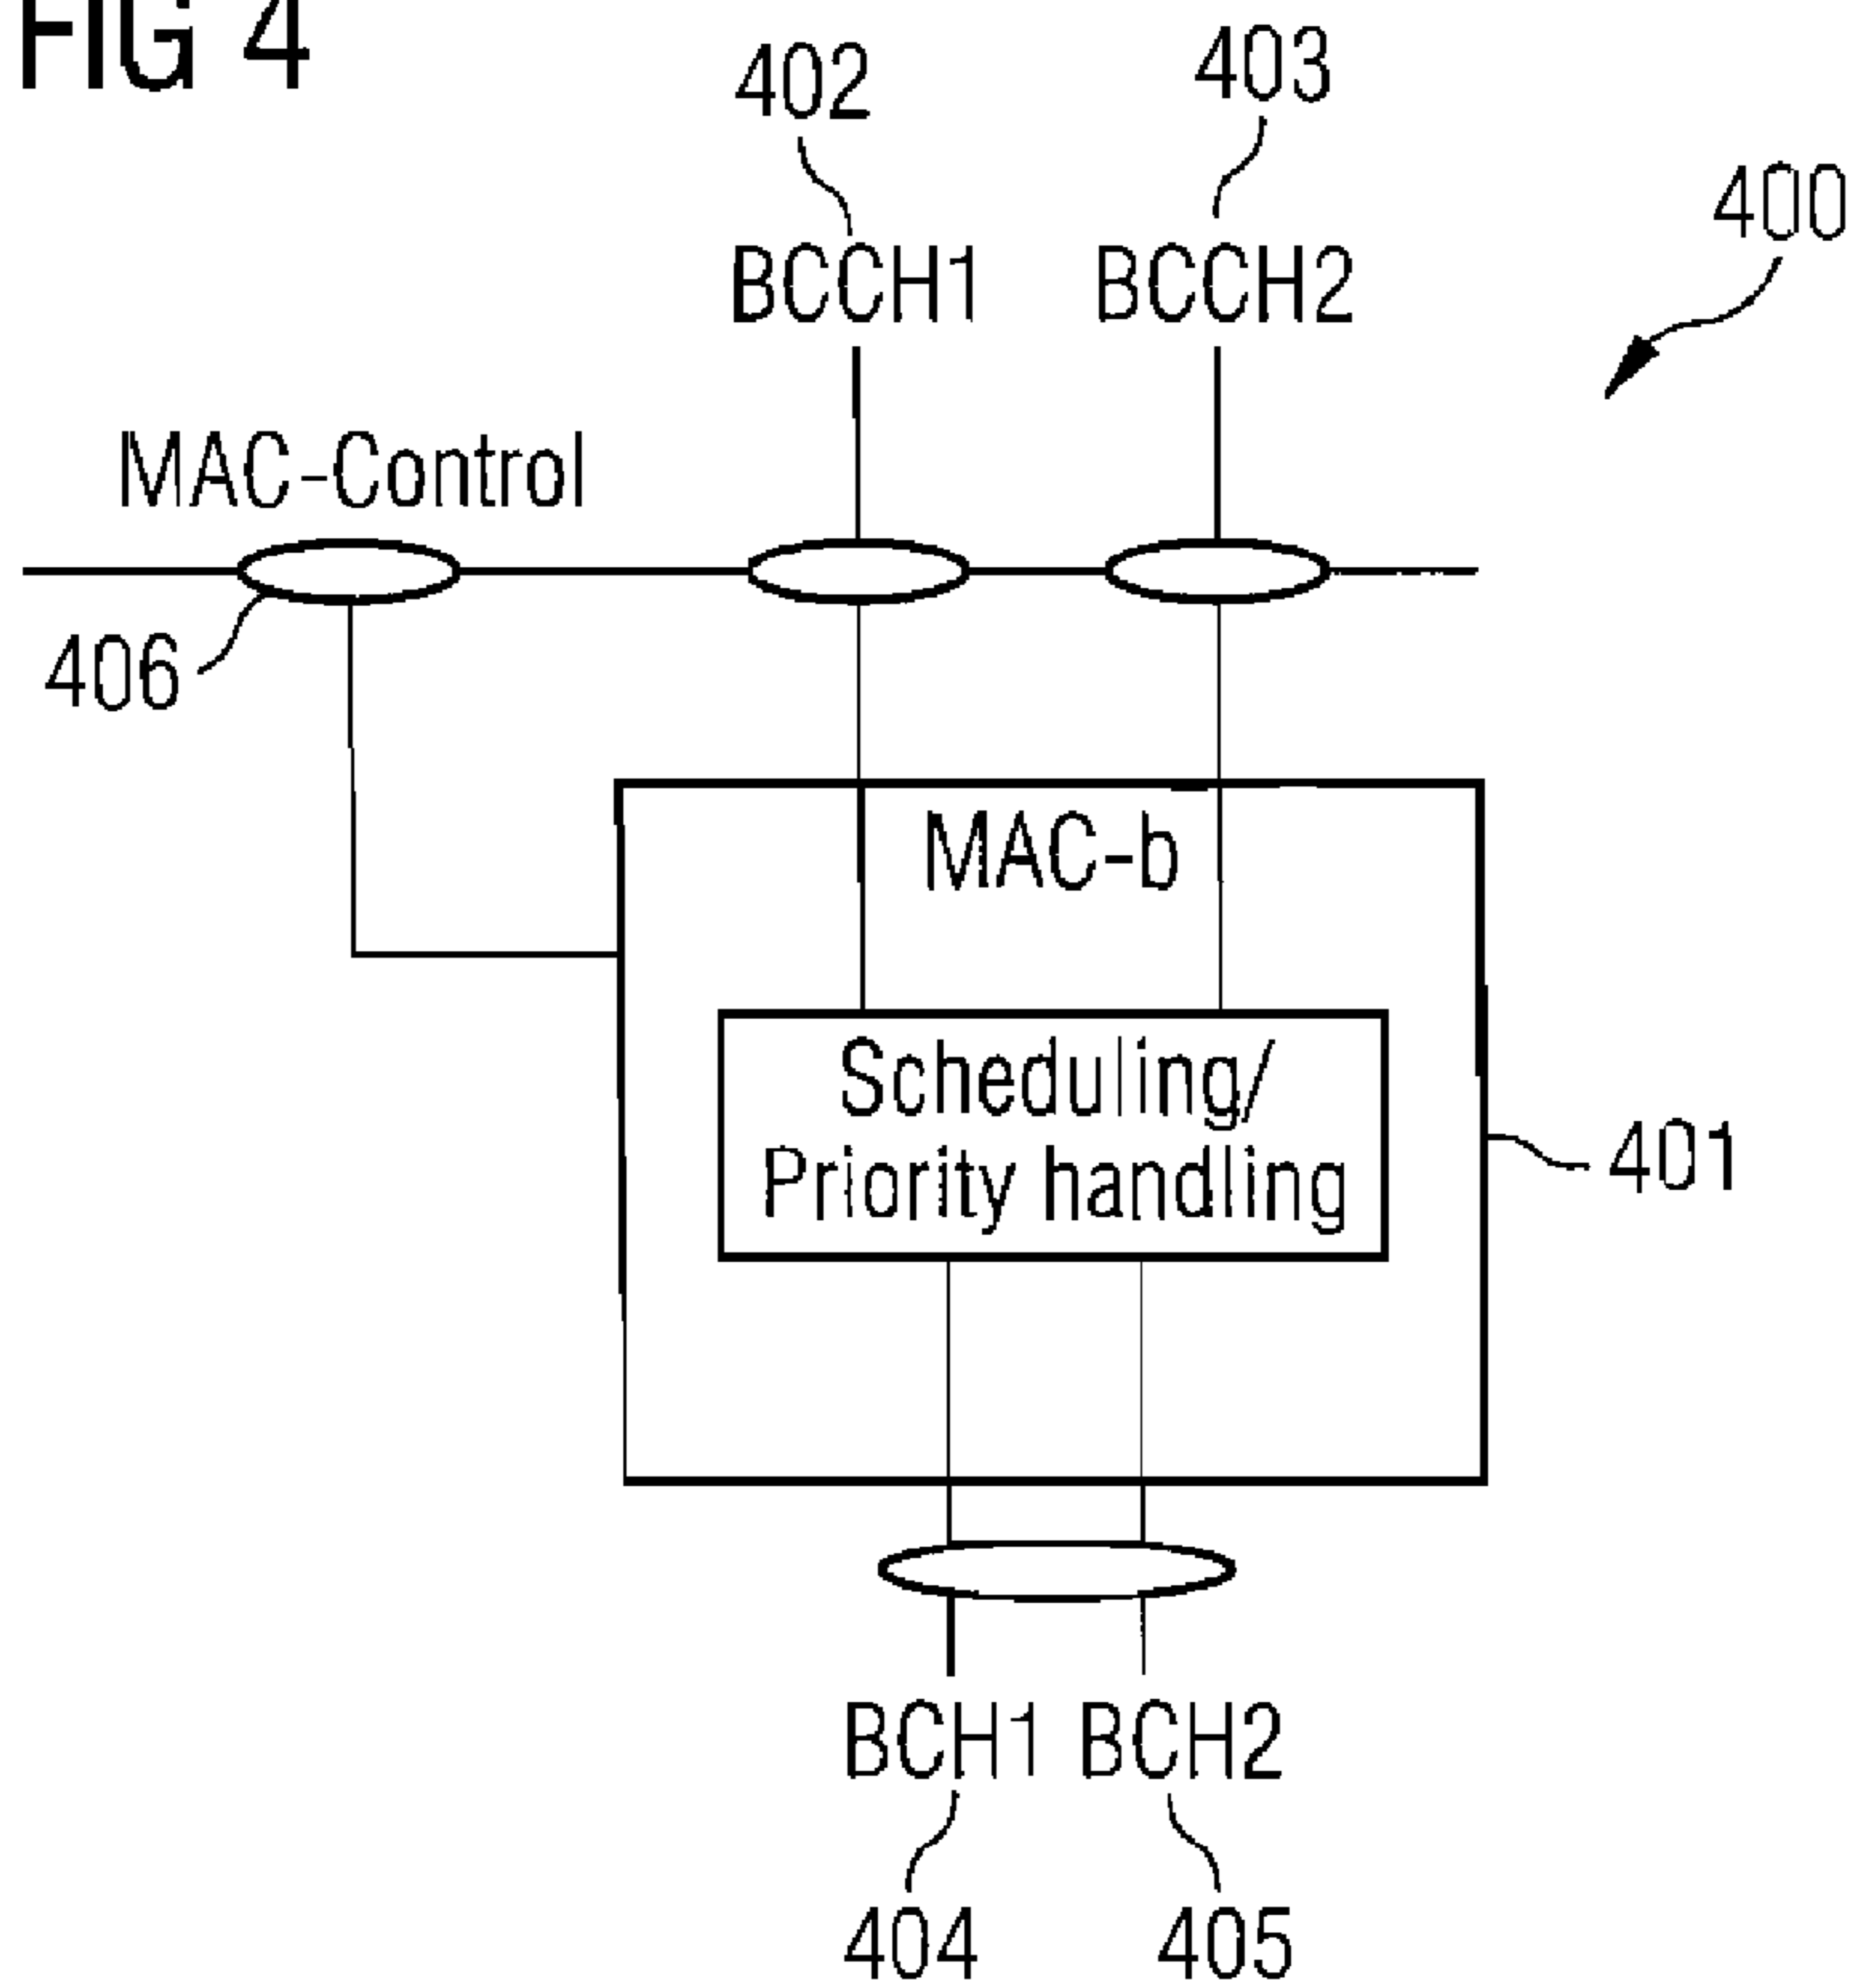 FIG 4
402
403
400
BCCH1
BCCH2
MAC-Control
406
MAC-b
Scheduling/
Priority handling
401
BCH1
BCH2
404
405